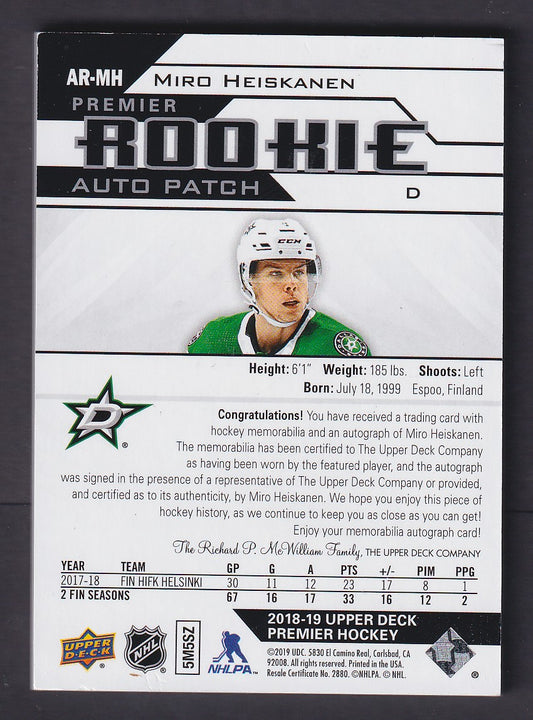 AR-MH MIRO HEISKANEN
PREMIER
ROOKIE
AUTO PATCH
D
CCM
Height: 6'1" Weight: 185 lbs. Shoots: Left
Born: July 18, 1999 Espoo, Finland
D
®
Congratulations! You have received a trading card with
hockey memorabilia and an autograph of Miro Heiskanen.
The memorabilia has been certified to The Upper Deck Company
as having been worn by the featured player, and the autograph
was signed in the presence of a representative of The Upper Deck Company or provided,
and certified as to its authenticity, by Miro Heiskanen. We hope you enjoy this piece of
hockey history, as we continue to keep you as close as you can get!
Enjoy your memorabilia autograph card!
The Richard P. McWilliam Family, THE UPPER DECK COMPANY
YEAR TEAM GP G A PTS +/- PIM PPG
2017-18 FIN HIFK HELSINKI 30 11 12 23 17 8 1
2 FIN SEASONS 67 16 17 33 16 12 2
2018-19 UPPER DECK
PREMIER HOCKEY
UPPER DECK
NHL
5M5SZ
NHLPA
©2019 UDC. 5830 El Camino Real, Carlsbad, CA
92008. All rights reserved. Printed in the USA.
Resale Certificate No. 2880. ©NHLPA. © NHL.